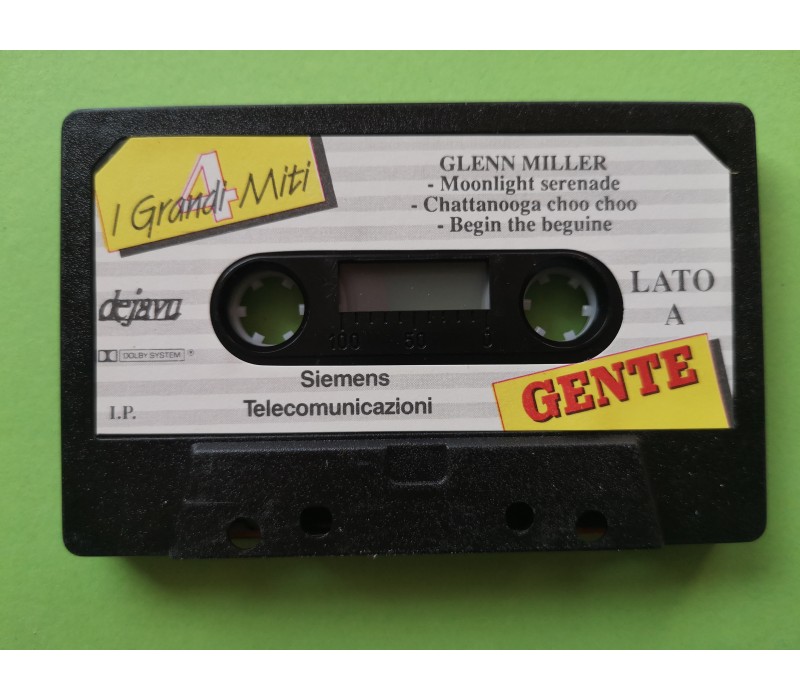 4
I Grandi Miti
GLENN MILLER
- Moonlight serenade
- Chattanooga choo choo
- Begin the beguine
dejavu
LATO
A
DOLBY SYSTEM ®
100 50 0
I.P.
Siemens
Telecomunicazioni
GENTE